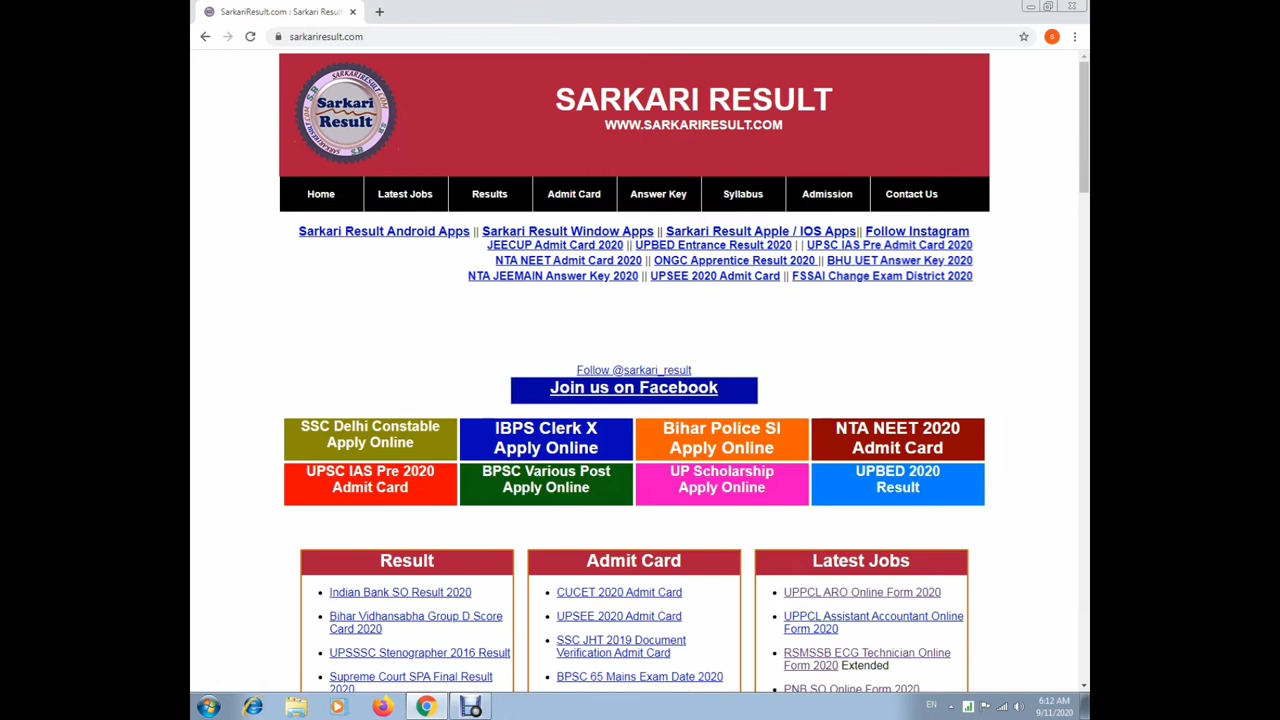 SarkariResult.com : Sarkari Resul
sarkariresult.com
Sarkari
Result
SARKARI RESULT
WWW.SARKARIRESULT.COM
Home Latest Jobs Results Admit Card Answer Key Syllabus Admission Contact Us
Sarkari Result Android Apps || Sarkari Result Window Apps || Sarkari Result Apple / IOS Apps|| Follow Instagram
JEECUP Admit Card 2020 || UPBED Entrance Result 2020 | | UPSC IAS Pre Admit Card 2020
NTA NEET Admit Card 2020 || ONGC Apprentice Result 2020 || BHU UET Answer Key 2020
NTA JEEMAIN Answer Key 2020 || UPSEE 2020 Admit Card || FSSAI Change Exam District 2020
Follow @sarkari_result
Join us on Facebook
SSC Delhi Constable
Apply Online
IBPS Clerk X
Apply Online
Bihar Police SI
Apply Online
NTA NEET 2020
Admit Card
UPSC IAS Pre 2020
Admit Card
BPSC Various Post
Apply Online
UP Scholarship
Apply Online
UPBED 2020
Result
Result
Indian Bank SO Result 2020
Bihar Vidhansabha Group D Score
Card 2020
UPSSSC Stenographer 2016 Result
Supreme Court SPA Final Result
2020
Admit Card
CUCET 2020 Admit Card
UPSEE 2020 Admit Card
SSC JHT 2019 Document
Verification Admit Card
BPSC 65 Mains Exam Date 2020
Latest Jobs
UPPCL ARO Online Form 2020
UPPCL Assistant Accountant Online
Form 2020
RSMSSB ECG Technician Online
Form 2020 Extended
PNB SO Online Form 2020
EN
6:12 AM
9/11/2020